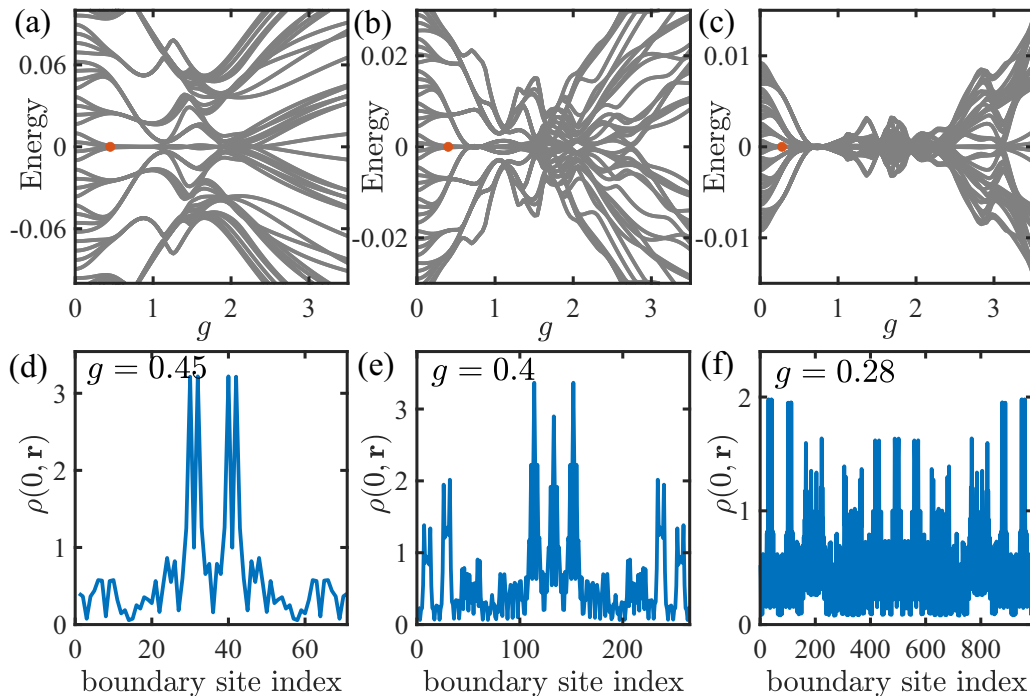 (a)
(b)
(c)
0.06
0
-0.06
Energy
0
1
2
3
g
0.02
0
-0.02
Energy
0
1
2
3
g
0.01
0
-0.01
Energy
0
1
2
3
g
(d)
g = 0.45
3
2
1
0
ρ(0, r)
0
20
40
60
boundary site index
(e)
g = 0.4
3
2
1
0
ρ(0, r)
0
100
200
boundary site index
(f)
g = 0.28
2
1
0
ρ(0, r)
0
200
400
600
800
boundary site index